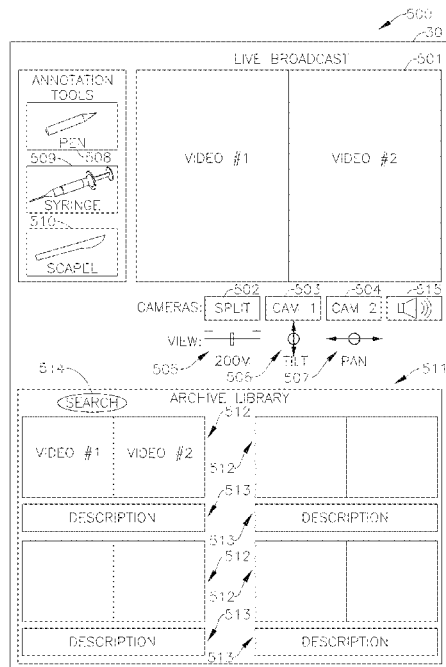 500
30
LIVE BROADCAST
501
ANNOTATION
TOOLS
PEN
508
509
SYRINGE
510
SCAPEL
VIDEO #1
VIDEO #2
502
503
504
515
CAMERAS:
SPLIT
CAM 1
CAM 2
VIEW:
505
506
TILT
507
PAN
511
514
SEARCH
ARCHIVE LIBRARY
VIDEO #1
VIDEO #2
512
512
513
DESCRIPTION
DESCRIPTION
513
512
512
513
DESCRIPTION
DESCRIPTION
513